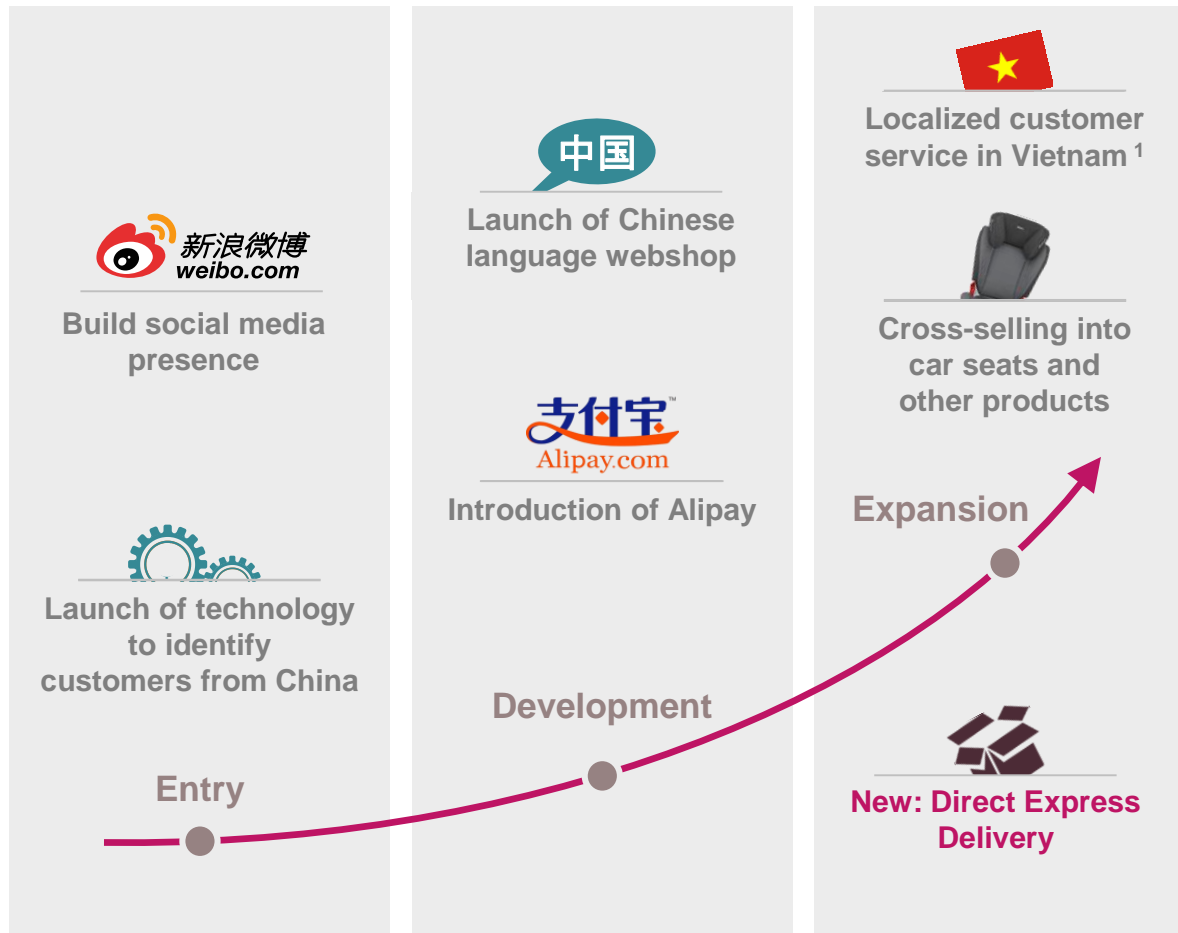 新浪微博
weibo.com
Build social media
presence
Launch of technology
to identify
customers from China
Entry
中国
Launch of Chinese
language webshop
支付宝™
Alipay.com
Introduction of Alipay
Development
Localized customer
service in Vietnam ¹
Cross-selling into
car seats and
other products
Expansion
New: Direct Express
Delivery